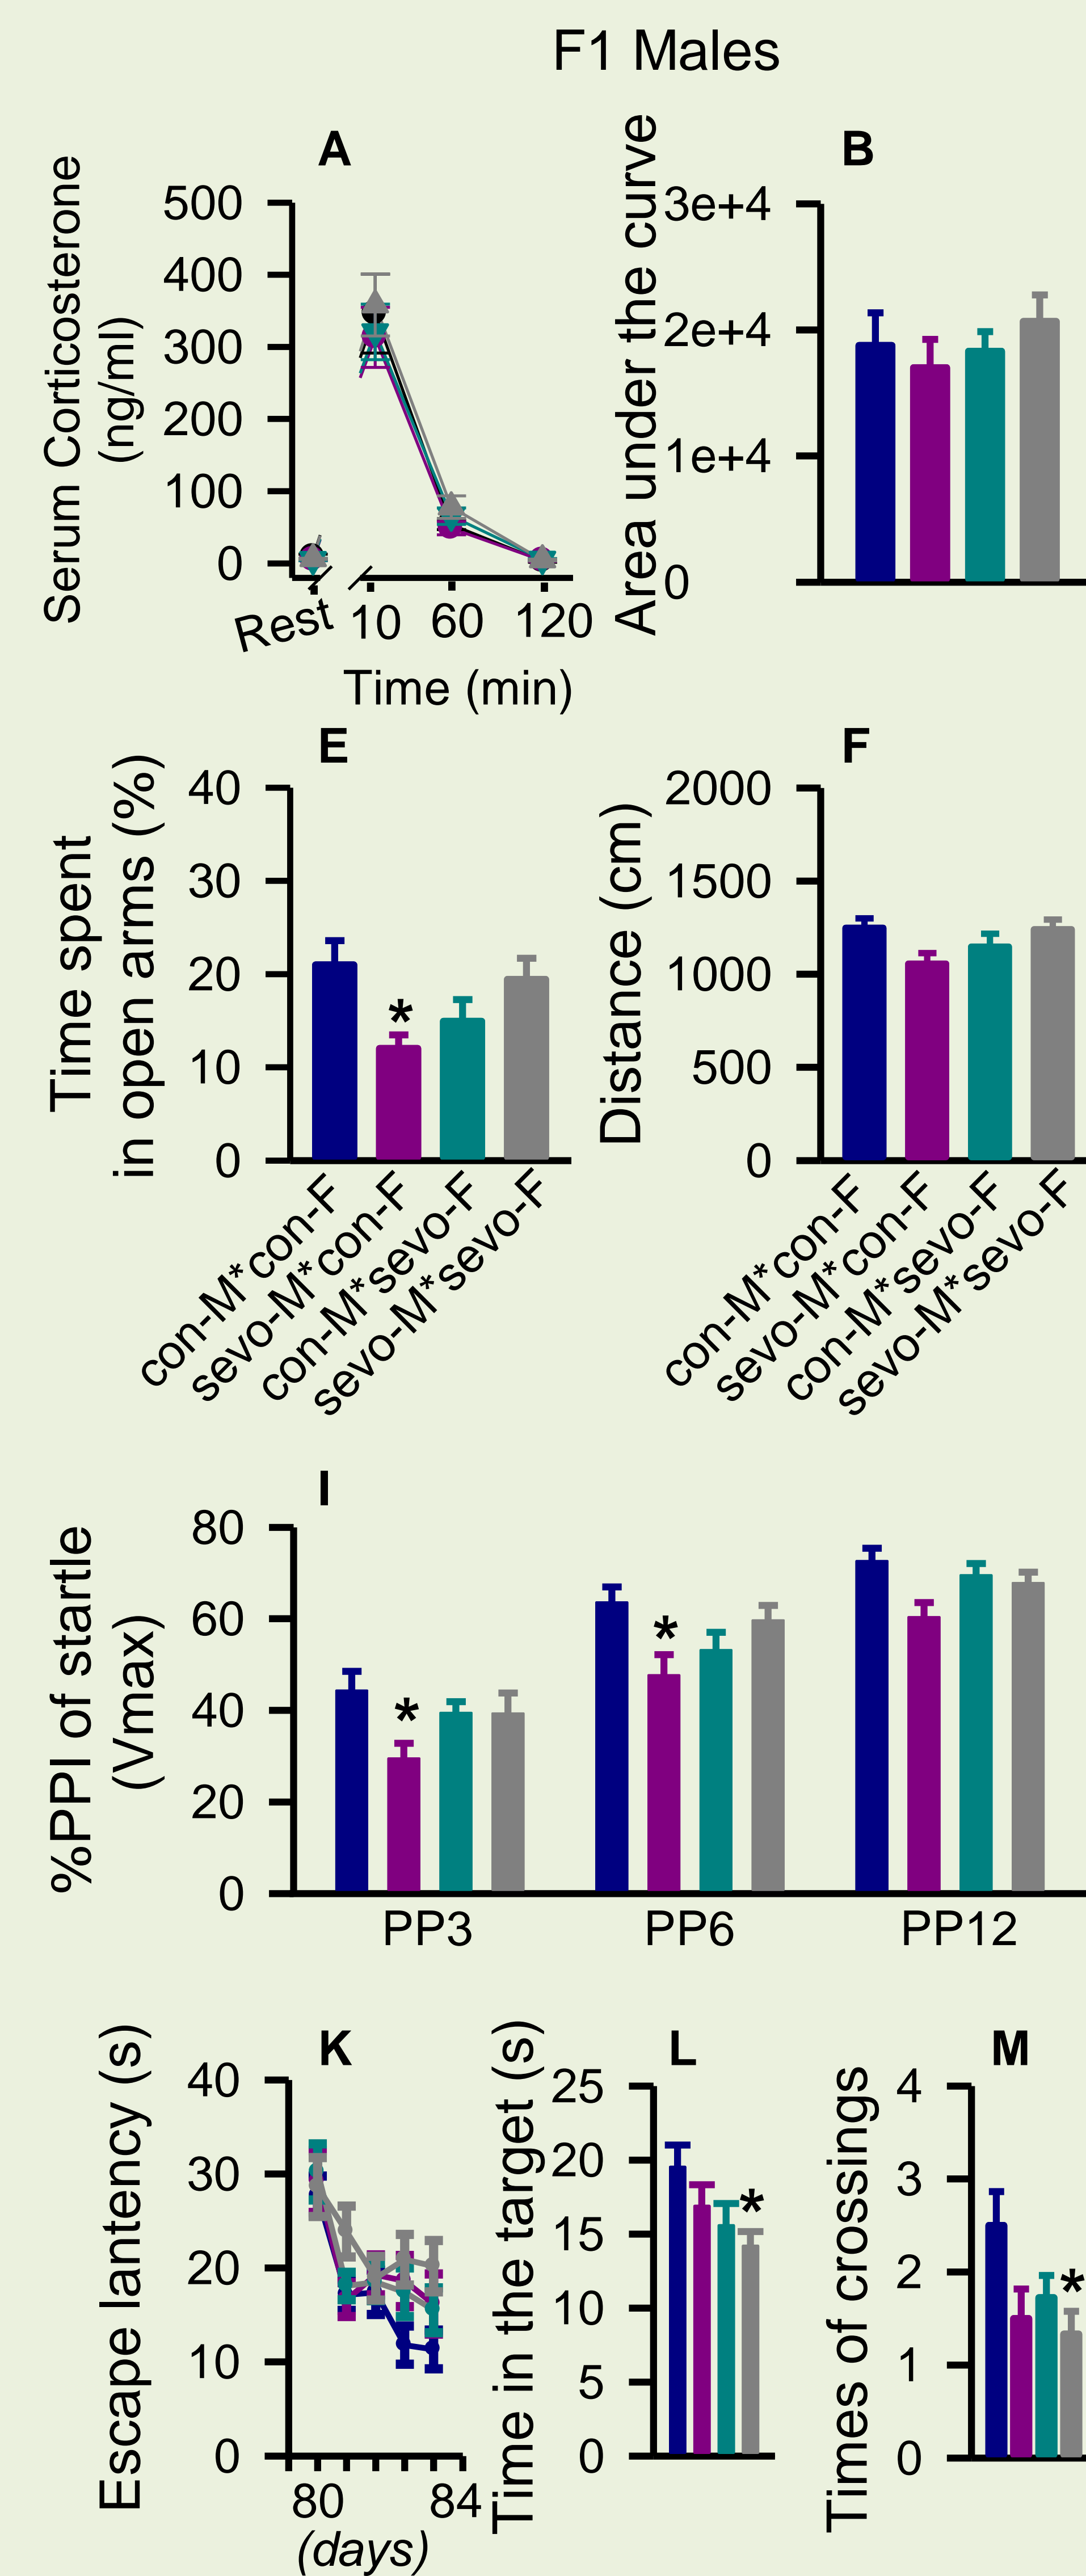 F1 Males
A
Serum Corticosterone
(ng/ml)
500
400
300
200
100
0
Rest
10 60 120
Time (min)
B
Area under the curve
3e+4
2e+4
1e+4
0
E
Time spent
in open arms (%)
40
30
20
10
0
*
con-M*con-F
sevo-M*con-F
con-M*sevo-F
sevo-M*sevo-F
F
Distance (cm)
2000
1500
1000
500
0
con-M*con-F
sevo-M*con-F
con-M*sevo-F
sevo-M*sevo-F
I
%PPI of startle
(Vmax)
80
60
40
20
0
*
*
PP3 PP6 PP12
K
Escape lantency (s)
40
30
20
10
0
80 84
(days)
L
Time in the target (s)
25
20
15
10
5
0
*
M
Times of crossings
4
3
2
1
0
*